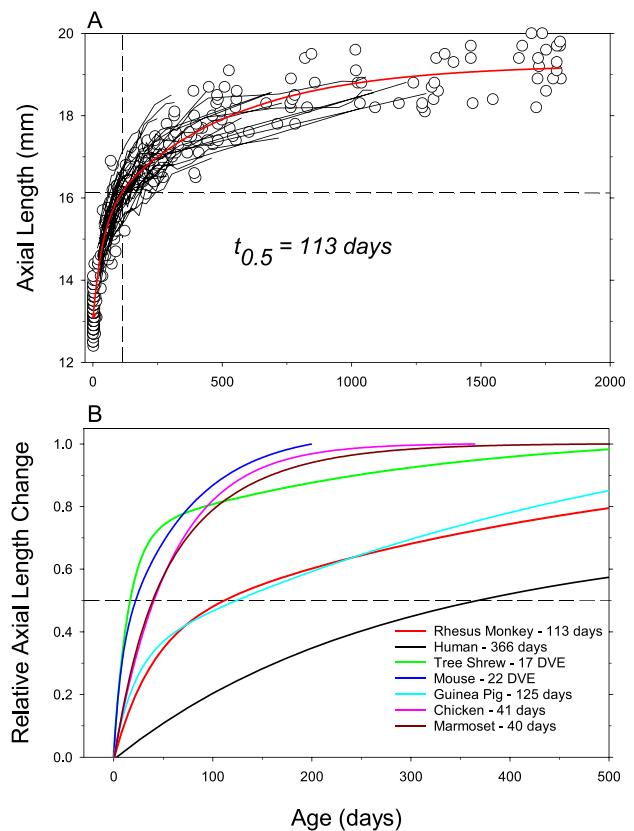 A
20
18
16
14
12
Axial Length (mm)
t0.5 = 113 days
0
500
1000
1500
2000
B
1.0
0.8
0.6
0.4
0.2
0.0
Relative Axial Length Change
Rhesus Monkey - 113 days
Human - 366 days
Tree Shrew - 17 DVE
Mouse - 22 DVE
Guinea Pig - 125 days
Chicken - 41 days
Marmoset - 40 days
0
100
200
300
400
500
Age (days)